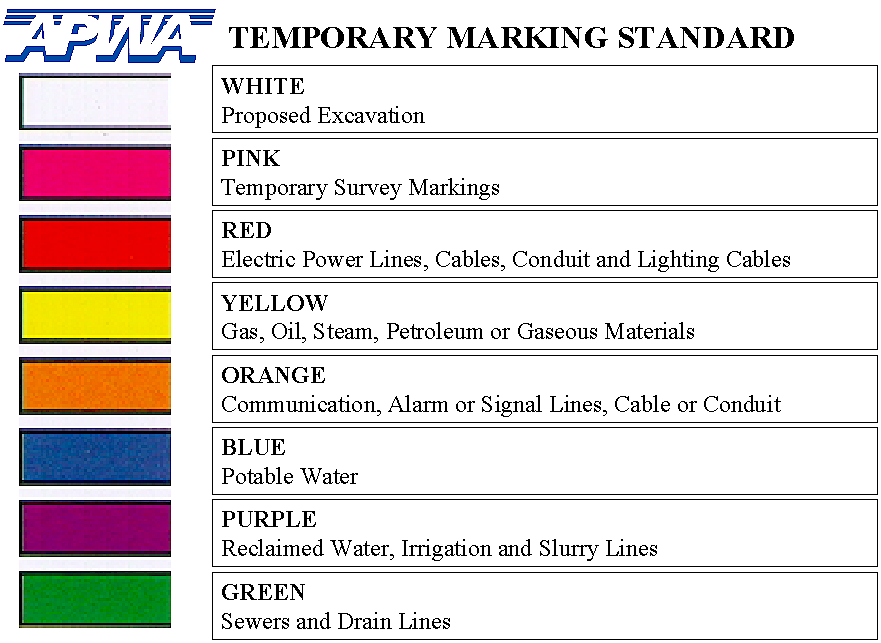 APWA TEMPORARY MARKING STANDARD
WHITE
Proposed Excavation
PINK
Temporary Survey Markings
RED
Electric Power Lines, Cables, Conduit and Lighting Cables
YELLOW
Gas, Oil, Steam, Petroleum or Gaseous Materials
ORANGE
Communication, Alarm or Signal Lines, Cable or Conduit
BLUE
Potable Water
PURPLE
Reclaimed Water, Irrigation and Slurry Lines
GREEN
Sewers and Drain Lines